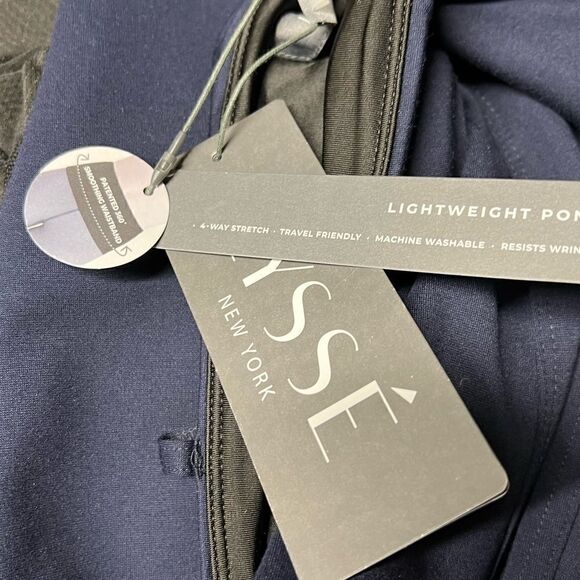 PATENTED 360°
SMOOTHING WAISTBAND
LIGHTWEIGHT PON
· 4-WAY STRETCH · TRAVEL FRIENDLY · MACHINE WASHABLE · RESISTS WRIN
YSSÉ
NEW YORK